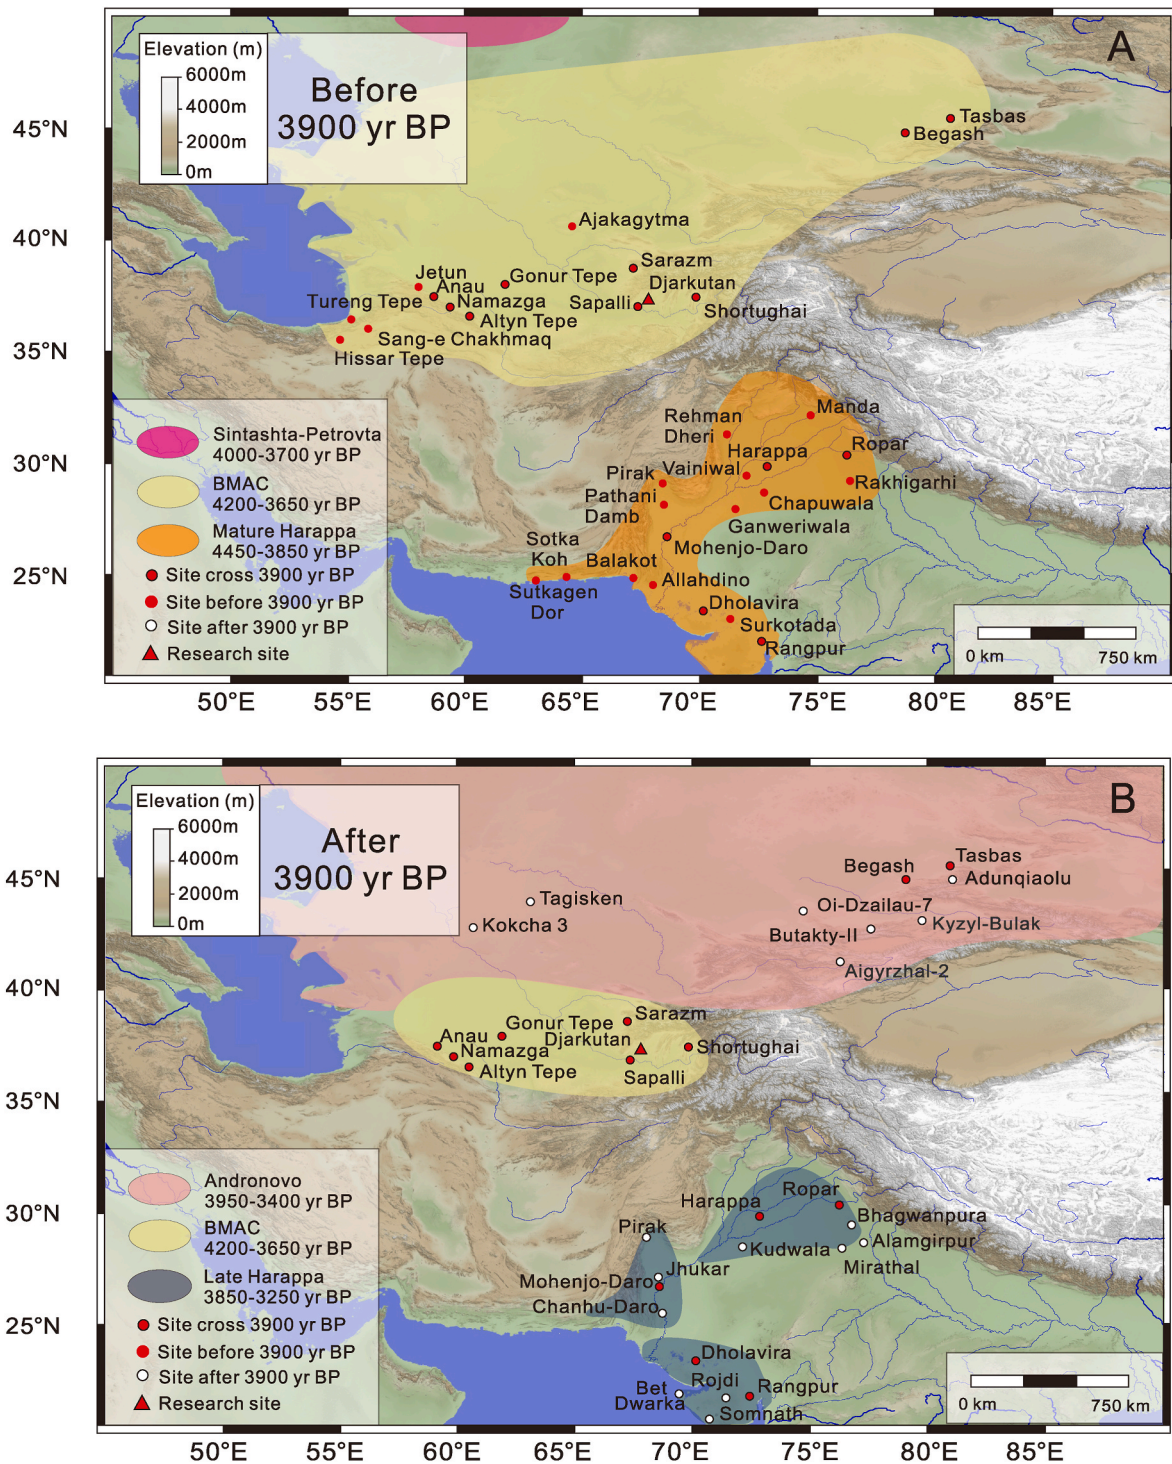 A
Elevation (m)
6000m
4000m
2000m
0m
Before
3900 yr BP
45°N
40°N
35°N
30°N
25°N
Tasbas
Begash
Ajakagytma
Sarazm
Jetun
Gonur Tepe
Djarkutan
Anau
Tureng Tepe
Namazga
Sapalli
Shortughai
Altyn Tepe
Sang-e Chakhmaq
Hissar Tepe
Manda
Rehman
Dheri
Harappa
Ropar
Pirak
Vainiwal
Rakhigarhi
Pathani
Damb
Chapuwala
Ganweriwala
Sotka
Koh
Mohenjo-Daro
Balakot
Allahdino
Sutkagen
Dor
Dholavira
Surkotada
Rangpur
Sintashta-Petrovta
4000-3700 yr BP
BMAC
4200-3650 yr BP
Mature Harappa
4450-3850 yr BP
Site cross 3900 yr BP
Site before 3900 yr BP
Site after 3900 yr BP
Research site
0 km
750 km
50°E
55°E
60°E
65°E
70°E
75°E
80°E
85°E
B
Elevation (m)
6000m
4000m
2000m
0m
After
3900 yr BP
45°N
40°N
35°N
30°N
25°N
Tasbas
Begash
Adunqiaolu
Tagisken
Oi-Dzailau-7
Kokcha 3
Kyzyl-Bulak
Butakty-II
Aigyrzhal-2
Sarazm
Gonur Tepe
Anau
Djarkutan
Namazga
Shortughai
Altyn Tepe
Sapalli
Ropar
Harappa
Bhagwanpura
Pirak
Kudwala
Alamgirpur
Mirathal
Jhukar
Mohenjo-Daro
Chanhu-Daro
Dholavira
Rojdi
Rangpur
Bet
Dwarka
Somnath
Andronovo
3950-3400 yr BP
BMAC
4200-3650 yr BP
Late Harappa
3850-3250 yr BP
Site cross 3900 yr BP
Site before 3900 yr BP
Site after 3900 yr BP
Research site
0 km
750 km
50°E
55°E
60°E
65°E
70°E
75°E
80°E
85°E